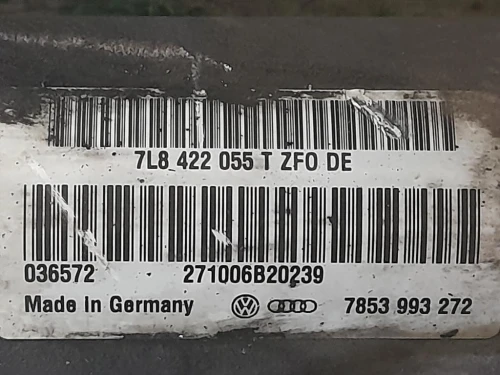 7L8 422 055 T ZFO DE
036572 271006B20239
Made In Germany 7853 993 272